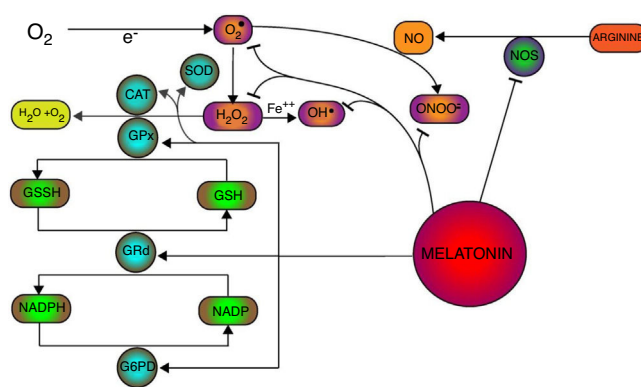 O₂
e⁻
O₂•
NO
ARGININE
NOS
SOD
CAT
H₂O +O₂
H₂O₂
Fe⁺⁺
OH•
ONOO⁻
GPx
GSSH
GSH
GRd
MELATONIN
NADPH
NADP
G6PD